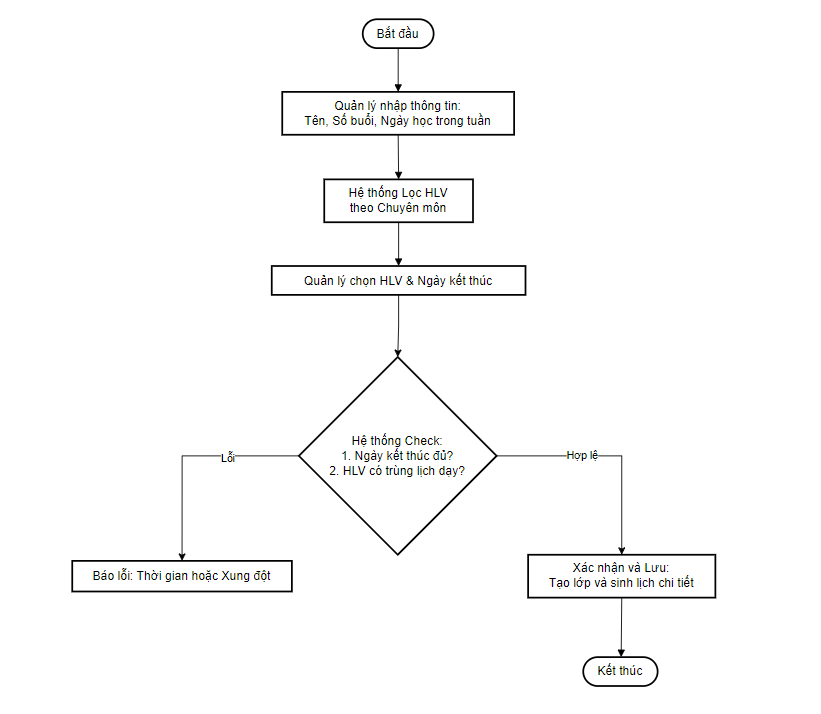 Bắt đầu
Quản lý nhập thông tin:
Tên, Số buổi, Ngày học trong tuần
Hệ thống Lọc HLV
theo Chuyên môn
Quản lý chọn HLV & Ngày kết thúc
Hệ thống Check:
1. Ngày kết thúc đủ?
2. HLV có trùng lịch dạy?
Lỗi
Hợp lệ
Báo lỗi: Thời gian hoặc Xung đột
Xác nhận và Lưu:
Tạo lớp và sinh lịch chi tiết
Kết thúc